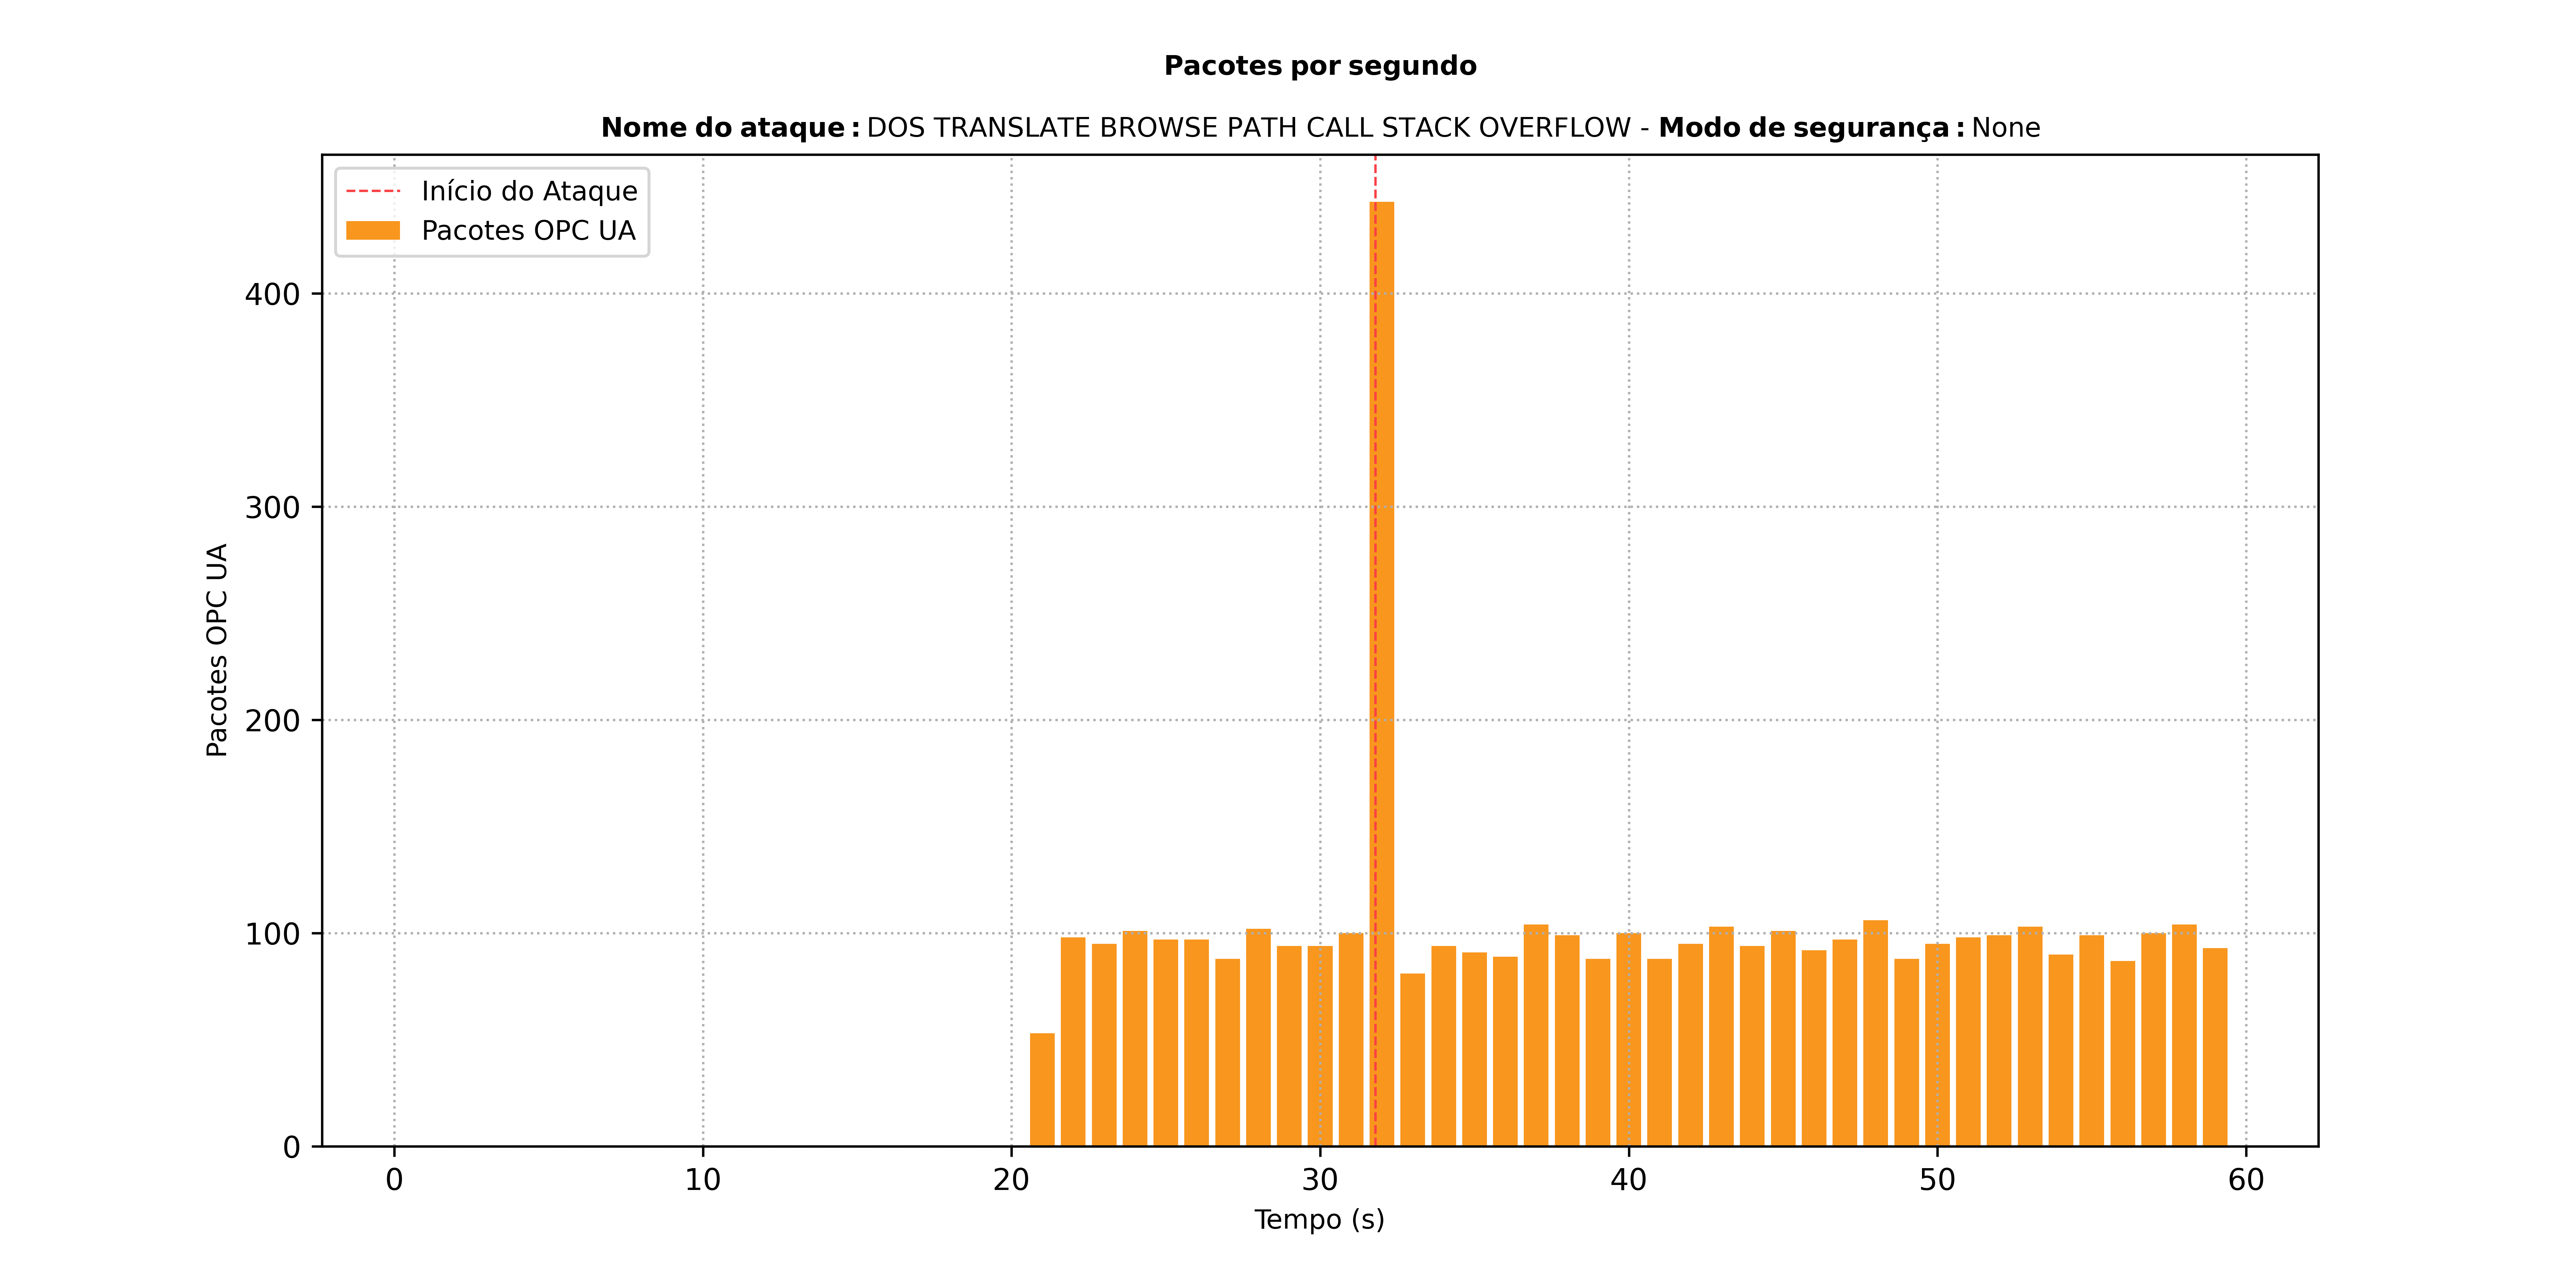 Pacotes por segundo
Nome do ataque: DOS TRANSLATE BROWSE PATH CALL STACK OVERFLOW - Modo de segurança: None
Início do Ataque
Pacotes OPC UA
400
300
200
100
0
Pacotes OPC UA
0 10 20 30 40 50 60
Tempo (s)